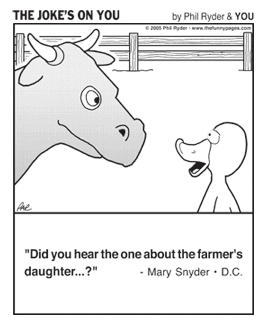 THE JOKE'S ON YOU by Phil Ryder & YOU
© 2005 Phil Ryder • www.thefunnypages.com
Phil
"Did you hear the one about the farmer's
daughter...?" - Mary Snyder • D.C.